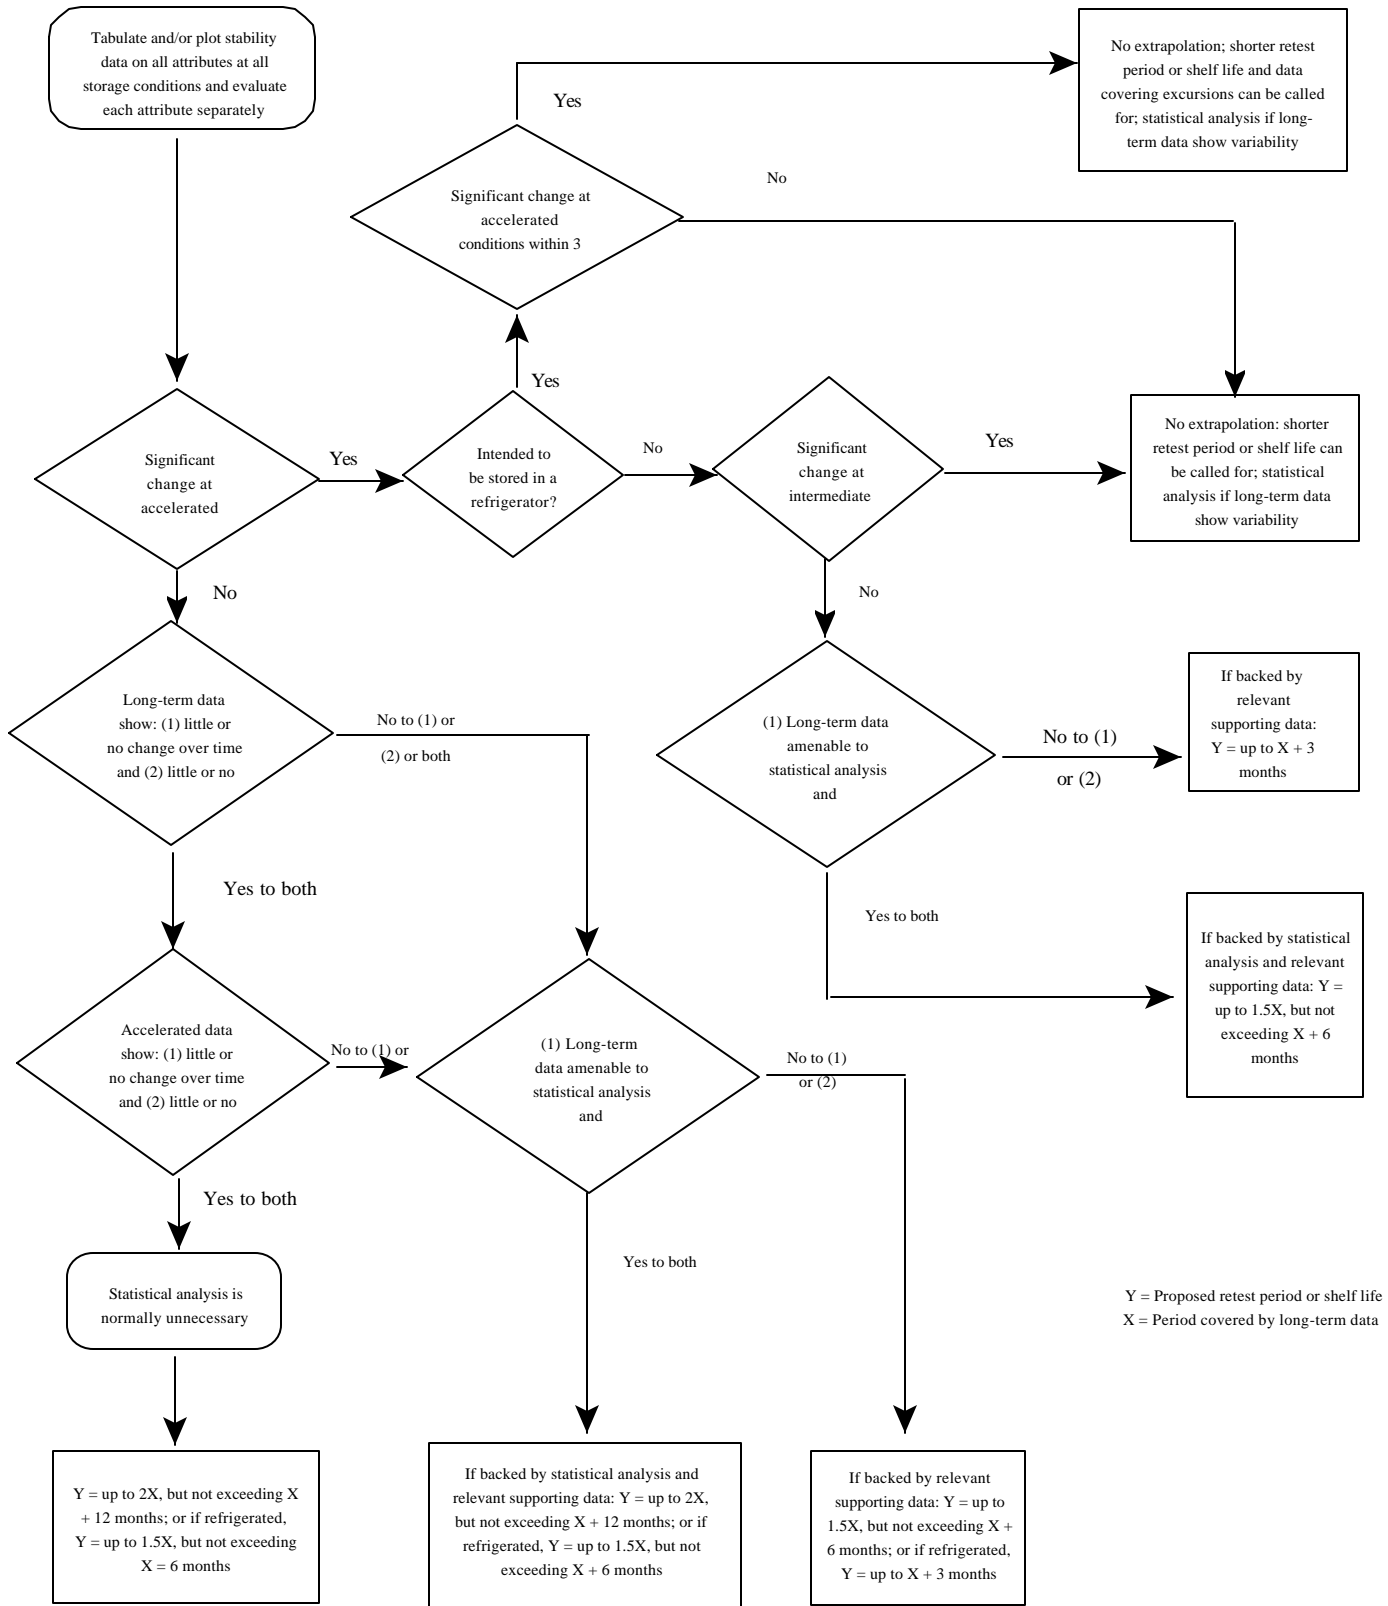 Tabulate and/or plot stability
data on all attributes at all
storage conditions and evaluate
each attribute separately
No extrapolation; shorter retest
period or shelf life and data
covering excursions can be called
for; statistical analysis if long-
term data show variability
Yes
No
Significant change at
accelerated
conditions within 3
Yes
Significant
change at
accelerated
Yes
Intended to
be stored in a
refrigerator?
No
Significant
change at
intermediate
Yes
No extrapolation: shorter
retest period or shelf life can
be called for; statistical
analysis if long-term data
show variability
No
No
Long-term data
show: (1) little or
no change over time
and (2) little or no
No to (1) or
(2) or both
(1) Long-term data
amenable to
statistical analysis
and
No to (1)
or (2)
If backed by
relevant
supporting data:
Y = up to X + 3
months
Yes to both
Yes to both
If backed by statistical
analysis and relevant
supporting data: Y =
up to 1.5X, but not
exceeding X + 6
months
Accelerated data
show: (1) little or
no change over time
and (2) little or no
No to (1) or
(1) Long-term
data amenable to
statistical analysis
and
No to (1)
or (2)
Yes to both
Yes to both
Statistical analysis is
normally unnecessary
Y = Proposed retest period or shelf life
X = Period covered by long-term data
Y = up to 2X, but not exceeding X
+ 12 months; or if refrigerated,
Y = up to 1.5X, but not exceeding
X = 6 months
If backed by statistical analysis and
relevant supporting data: Y = up to 2X,
but not exceeding X + 12 months; or if
refrigerated, Y = up to 1.5X, but not
exceeding X + 6 months
If backed by relevant
supporting data: Y = up to
1.5X, but not exceeding X +
6 months; or if refrigerated,
Y = up to X + 3 months